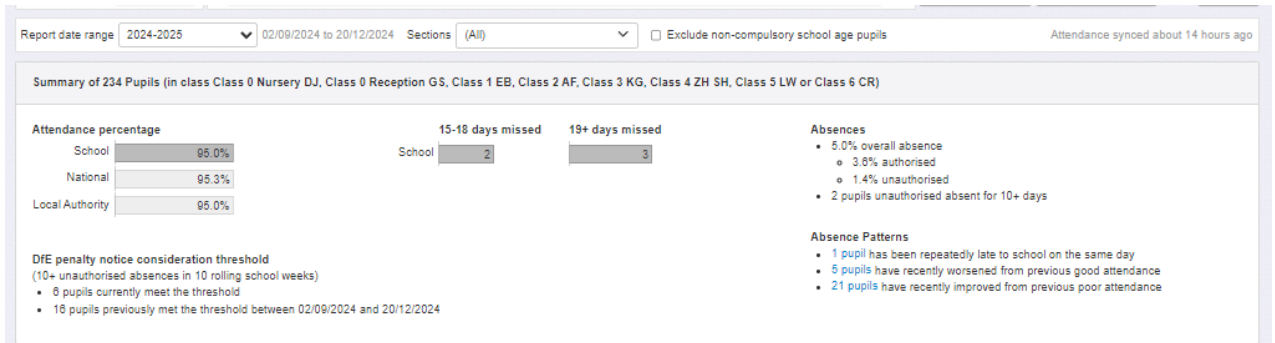 Report date range 2024-2025 02/09/2024 to 20/12/2024 Sections (All) Exclude non-compulsory school age pupils Attendance synced about 14 hours ago
Summary of 234 Pupils (in class Class 0 Nursery DJ, Class 0 Reception GS, Class 1 EB, Class 2 AF, Class 3 KG, Class 4 ZH SH, Class 5 LW or Class 6 CR)
Attendance percentage
School 95.0%
National 95.3%
Local Authority 95.0%
15-18 days missed 19+ days missed
School 2 3
Absences
• 5.0% overall absence
o 3.6% authorised
o 1.4% unauthorised
• 2 pupils unauthorised absent for 10+ days
DfE penalty notice consideration threshold
(10+ unauthorised absences in 10 rolling school weeks)
• 6 pupils currently meet the threshold
• 16 pupils previously met the threshold between 02/09/2024 and 20/12/2024
Absence Patterns
• 1 pupil has been repeatedly late to school on the same day
• 5 pupils have recently worsened from previous good attendance
• 21 pupils have recently improved from previous poor attendance